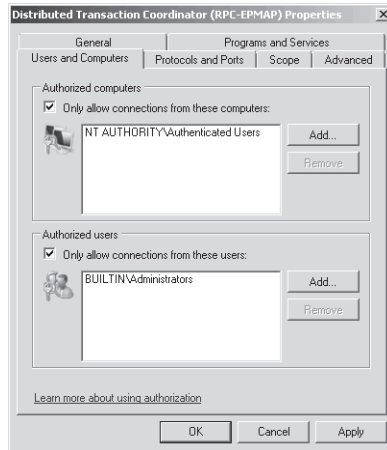 Distributed Transaction Coordinator (RPC-EPMAP) Properties
General
Programs and Services
Users and Computers
Protocols and Ports
Scope
Advanced
Authorized computers
Only allow connections from these computers:
NT AUTHORITY\Authenticated Users
Add...
Remove
Authorized users
Only allow connections from these users:
BUILTIN\Administrators
Add...
Remove
Learn more about using authorization
OK
Cancel
Apply